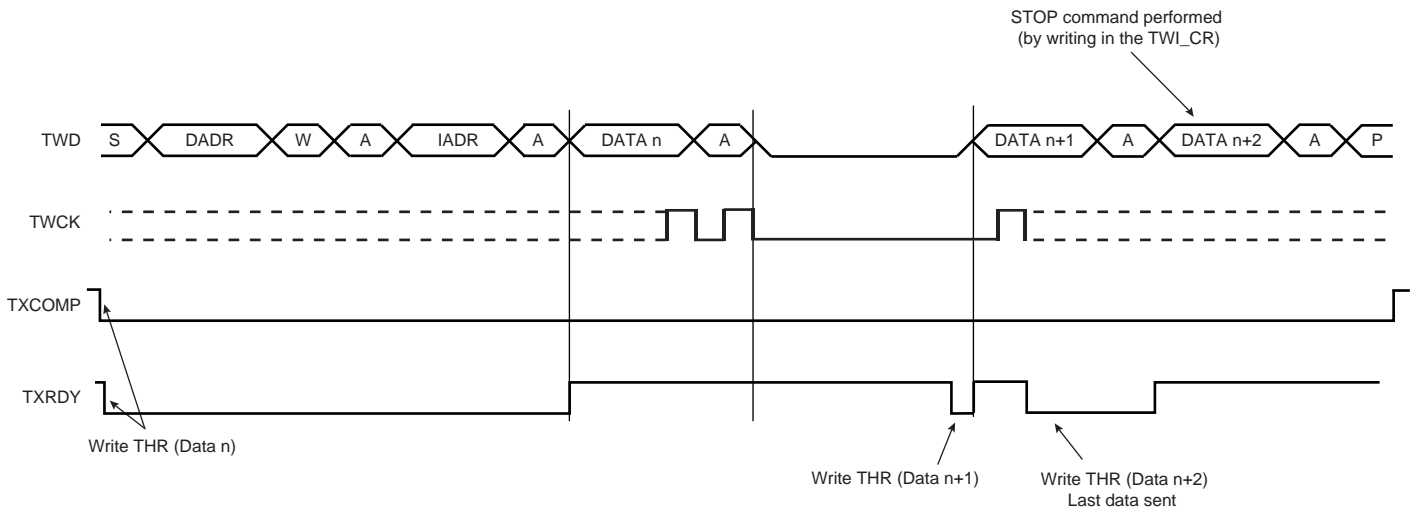 STOP command performed
(by writing in the TWI_CR)
TWD S DADR W A IADR A DATA n A DATA n+1 A DATA n+2 A P
TWCK
TXCOMP
TXRDY
Write THR (Data n)
Write THR (Data n+1)
Write THR (Data n+2)
Last data sent